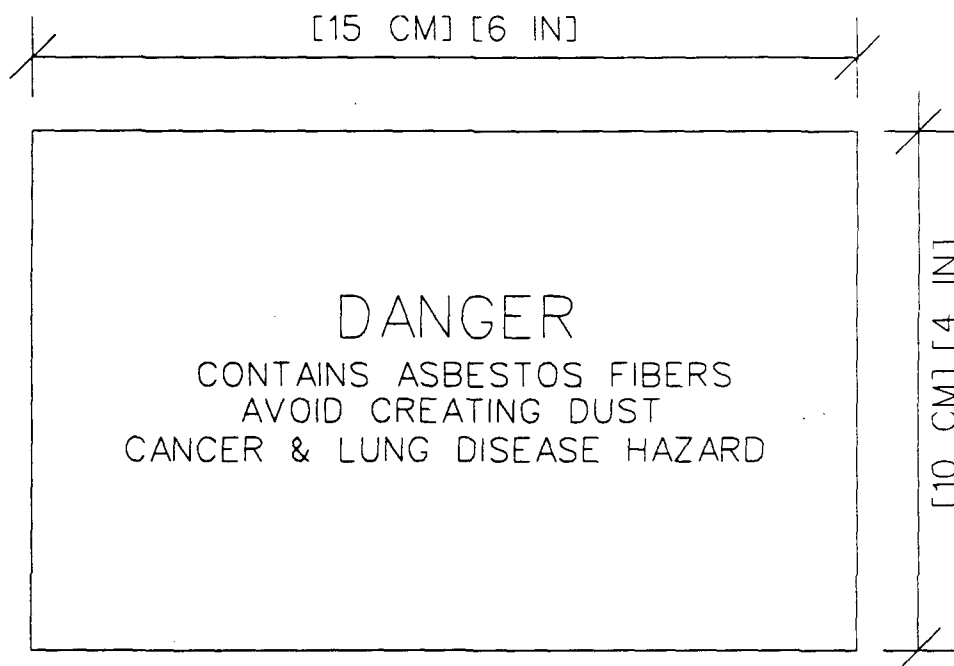 [15 CM] [6 IN]
DANGER
CONTAINS ASBESTOS FIBERS
AVOID CREATING DUST
CANCER & LUNG DISEASE HAZARD
[10 CM] [4 IN]